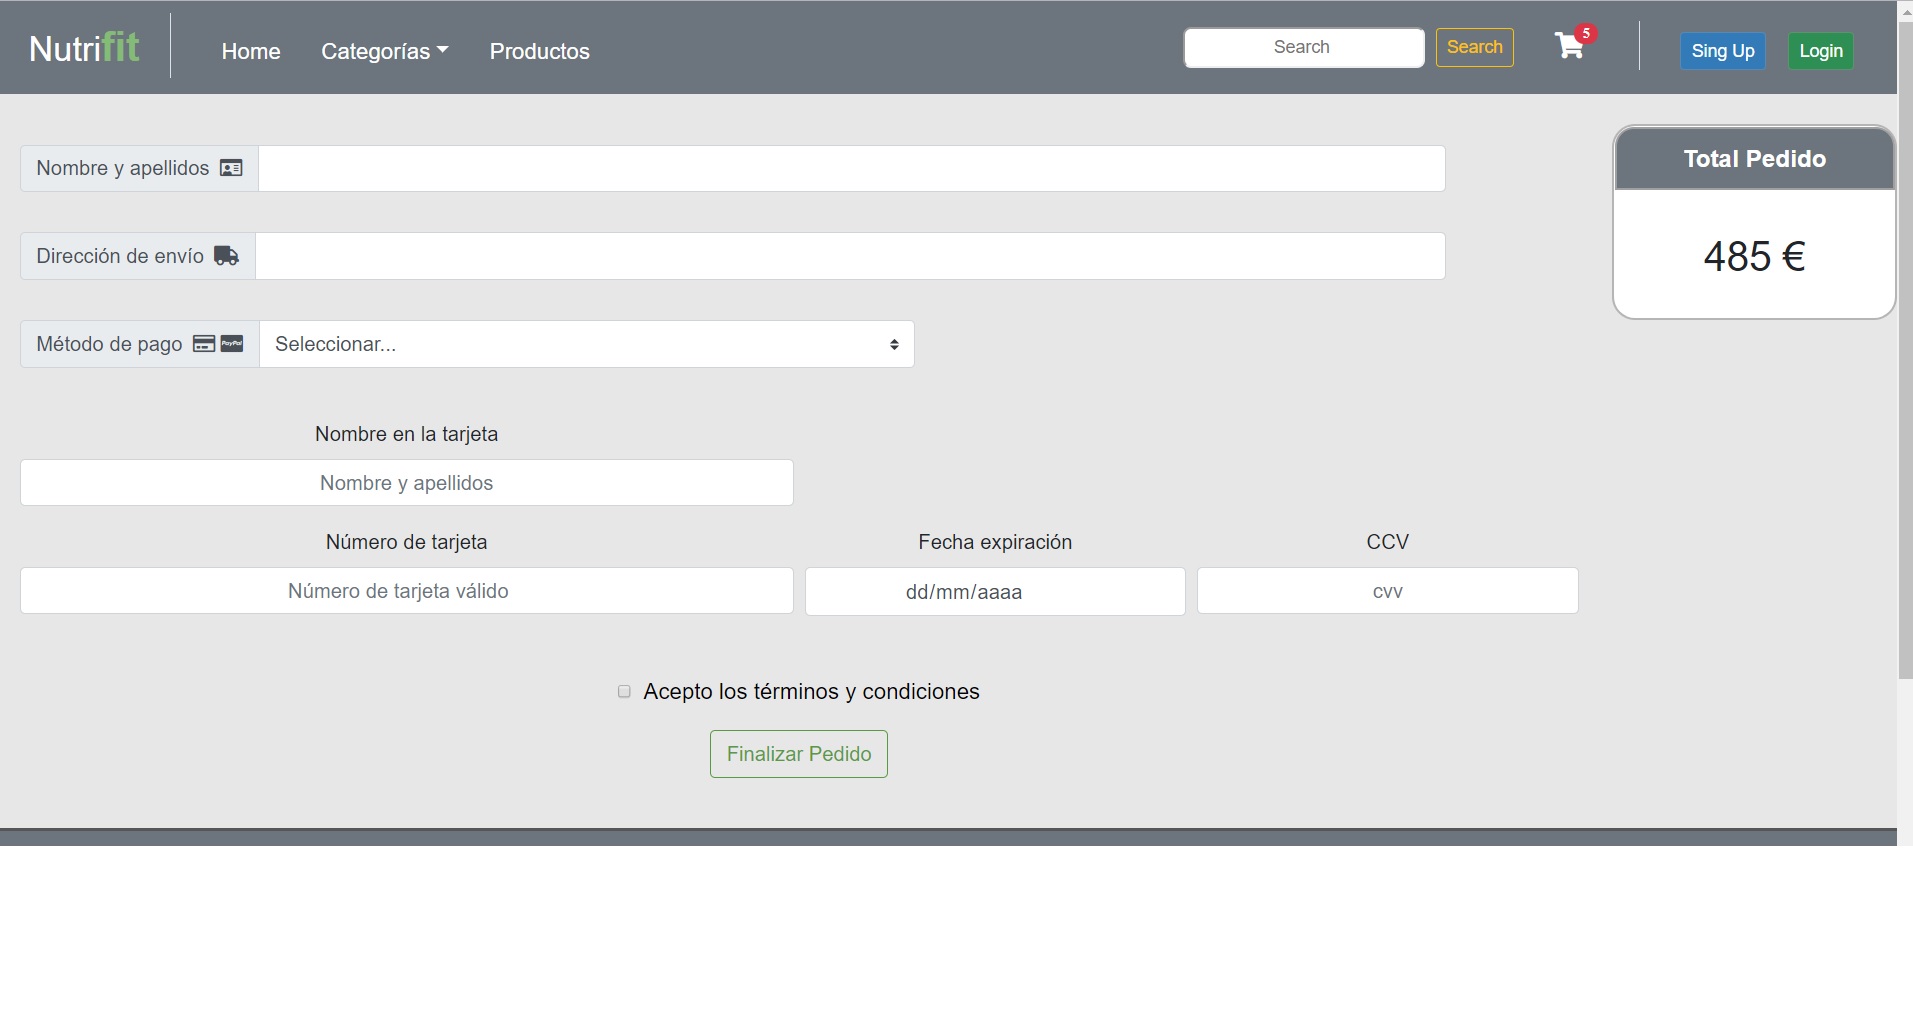 Nutrifit Home Categorías Productos Search Search 5 Sing Up Login
Nombre y apellidos
Total Pedido
Dirección de envío
485 €
Método de pago PayPal Seleccionar...
Nombre en la tarjeta
Nombre y apellidos
Número de tarjeta Fecha expiración CCV
Número de tarjeta válido dd/mm/aaaa cvv
Acepto los términos y condiciones
Finalizar Pedido